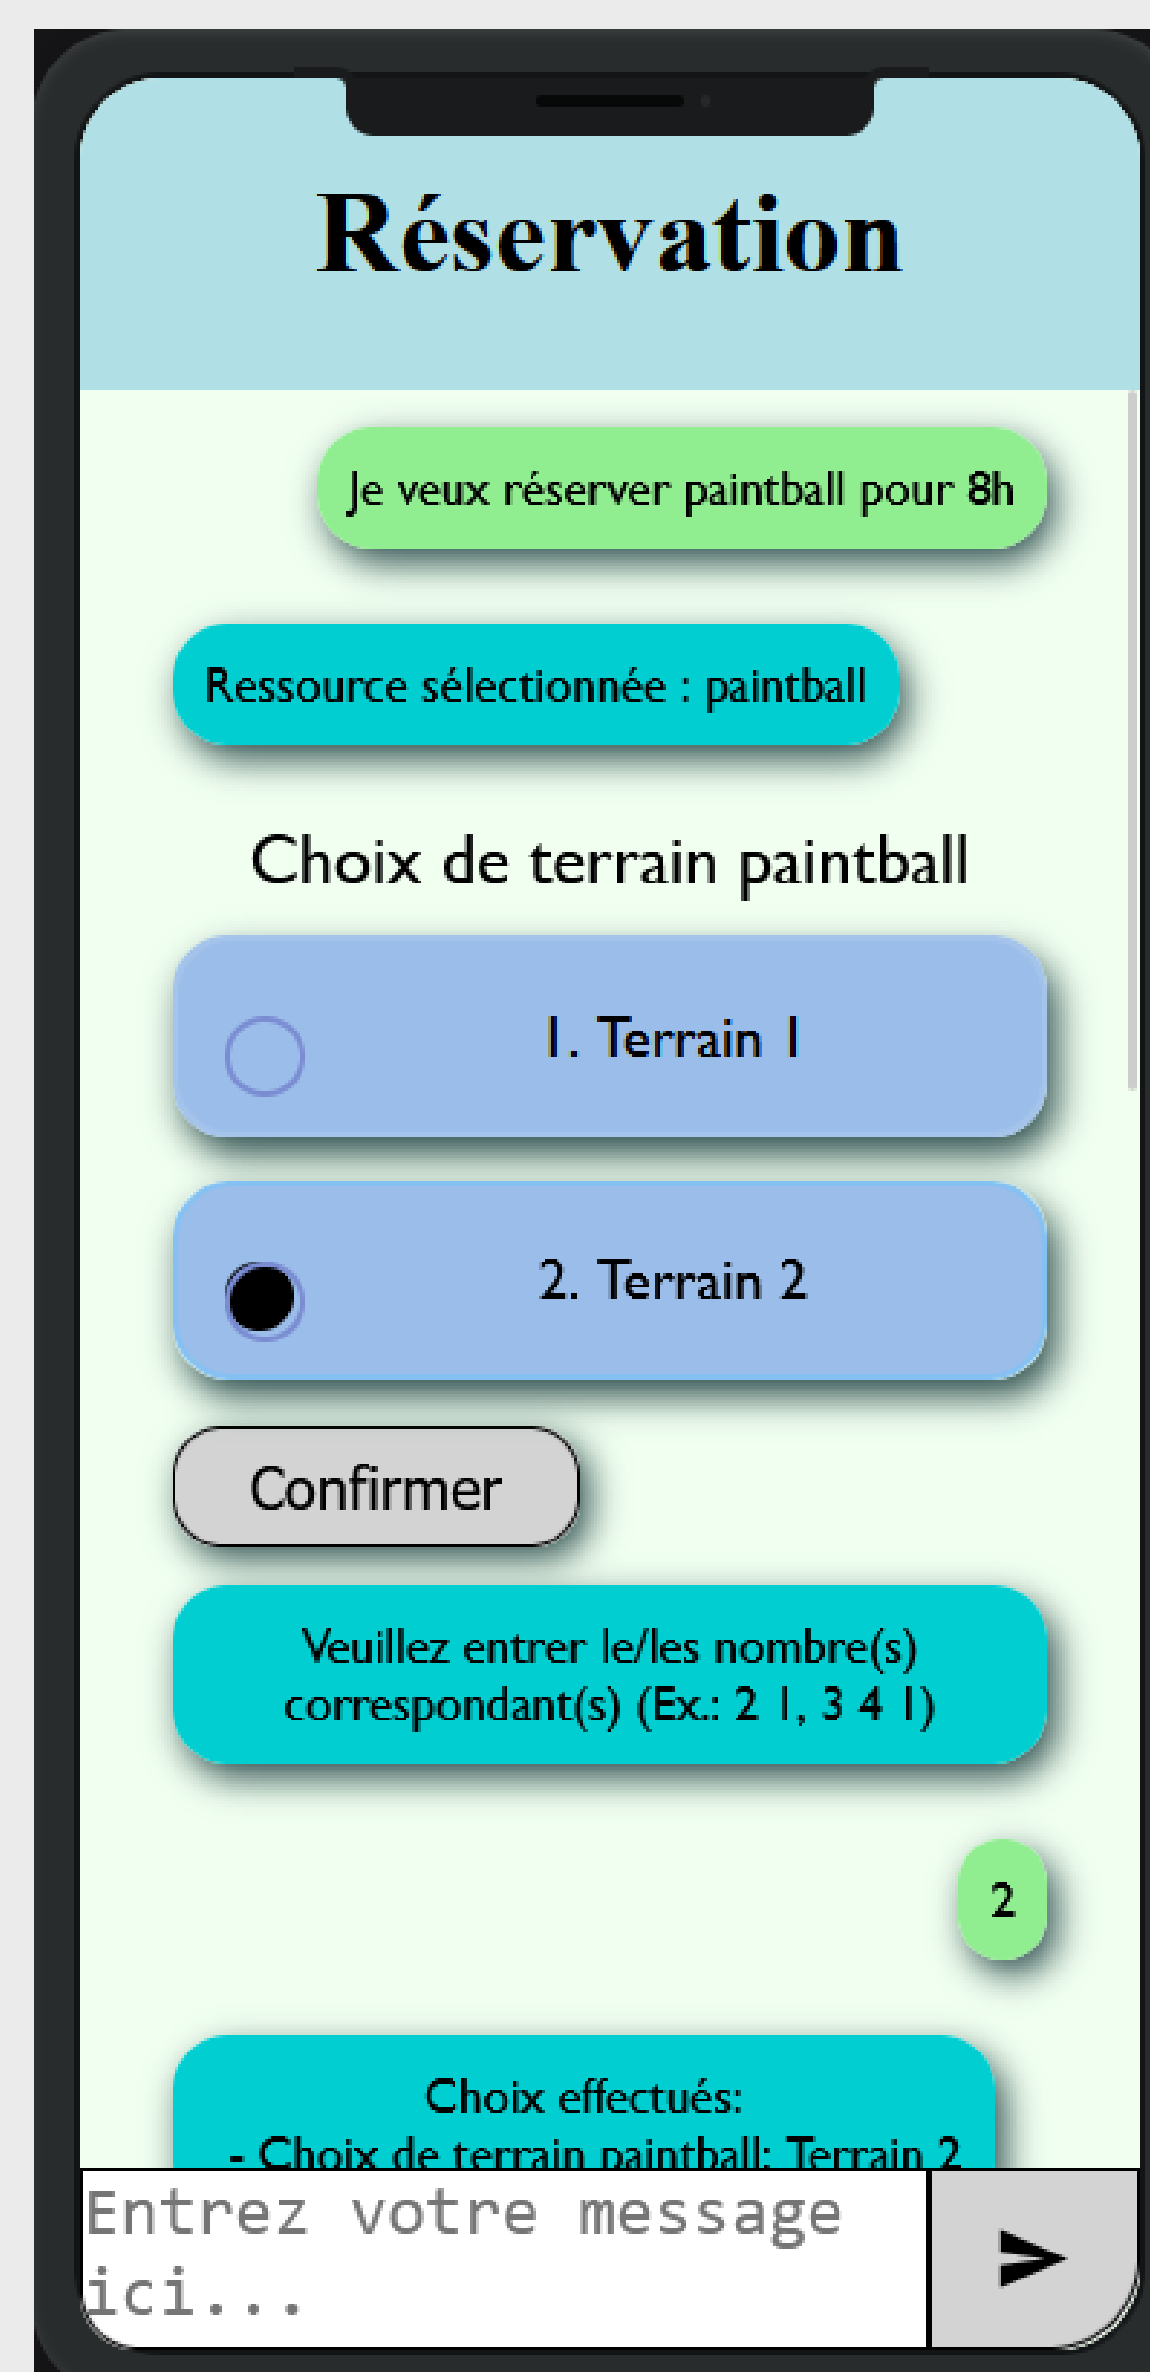 Réservation
Je veux réserver paintball pour 8h
Ressource sélectionnée : paintball
Choix de terrain paintball
1. Terrain 1
2. Terrain 2
Confirmer
Veuillez entrer le/les nombre(s)
correspondant(s) (Ex.: 2 1, 3 4 1)
2
Choix effectués:
- Choix de terrain paintball: Terrain 2
Entrez votre message
ici...